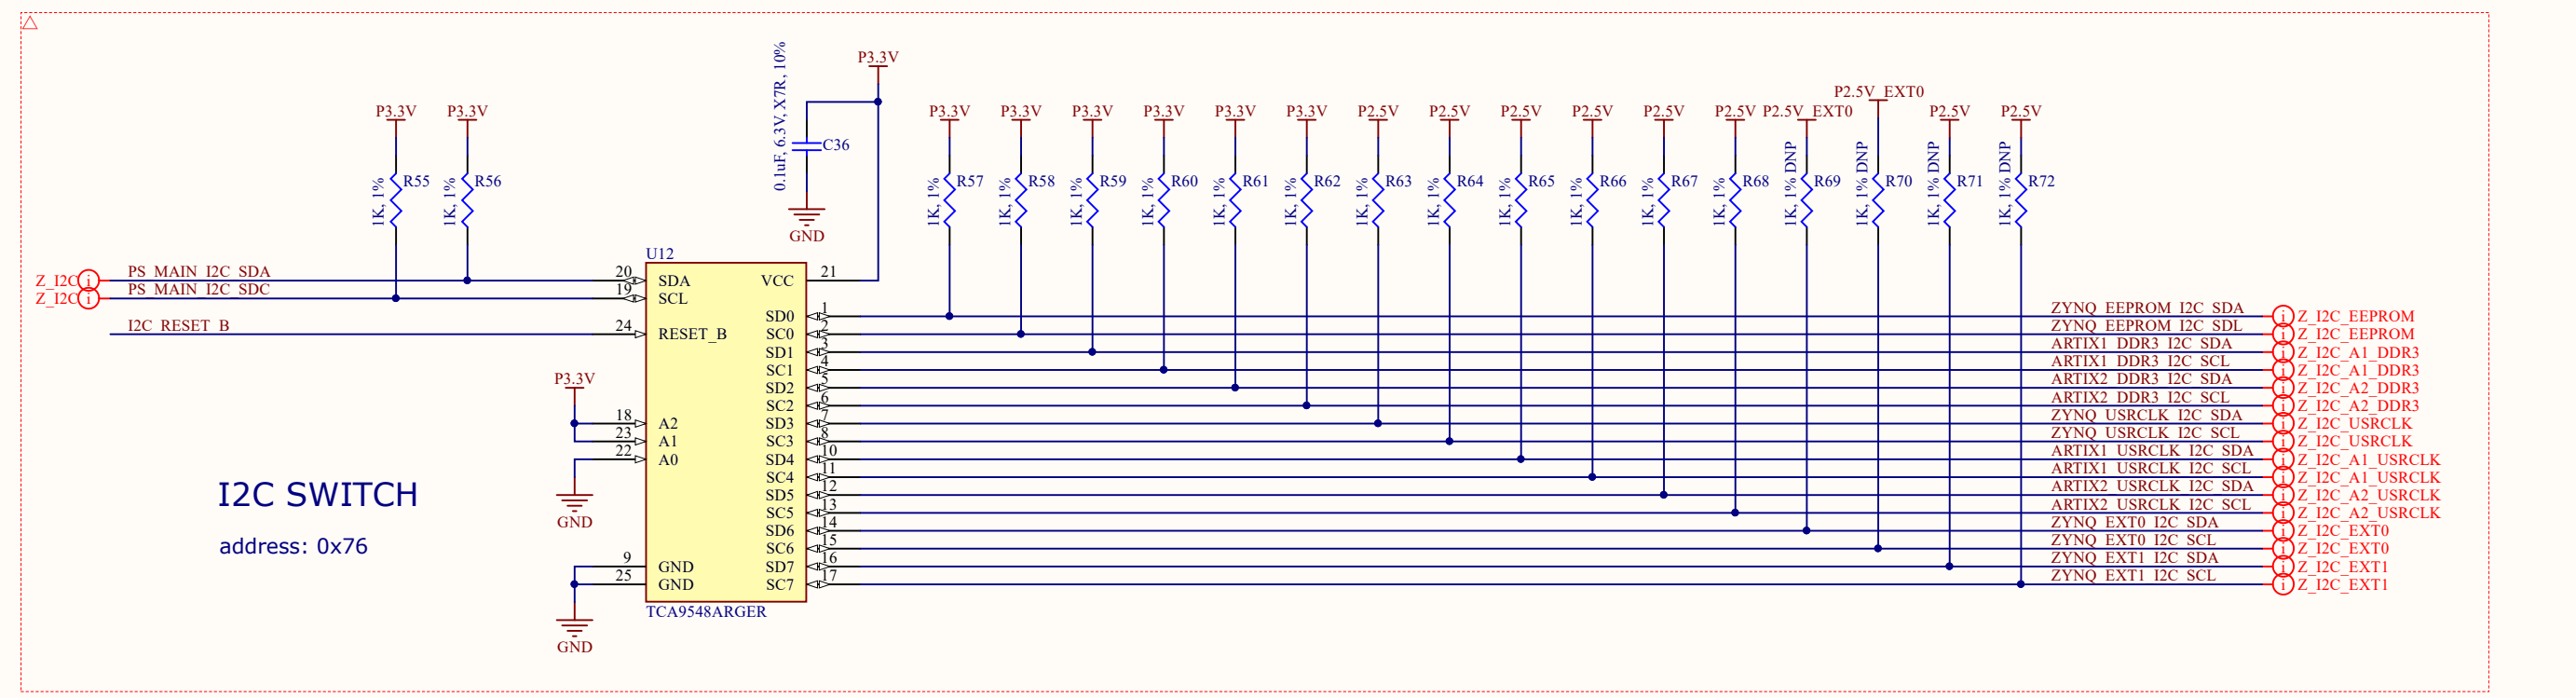 P3.3V
P3.3V
P3.3V
P3.3V P3.3V P3.3V P3.3V P3.3V P3.3V P2.5V P2.5V P2.5V P2.5V P2.5V P2.5V P2.5V_EXT0 P2.5V_EXT0 P2.5V P2.5V
0.1uF, 6.3V, X7R, 10%
C36
GND
1K, 1% R55
1K, 1% R56
1K, 1% R57
1K, 1% R58
1K, 1% R59
1K, 1% R60
1K, 1% R61
1K, 1% R62
1K, 1% R63
1K, 1% R64
1K, 1% R65
1K, 1% R66
1K, 1% R67
1K, 1% R68
1K, 1% DNP R69
1K, 1% DNP R70
1K, 1% DNP R71
1K, 1% DNP R72
U12
Z_I2C i PS_MAIN_I2C_SDA 20 SDA
Z_I2C i PS_MAIN_I2C_SDC 19 SCL
I2C_RESET_B 24 RESET_B
P3.3V
18 A2
23 A1
22 A0
GND
9 GND
25 GND
GND
VCC 21
SD0 1 ZYNQ_EEPROM_I2C_SDA i Z_I2C_EEPROM
SC0 2 ZYNQ_EEPROM_I2C_SDL i Z_I2C_EEPROM
SD1 3 ARTIX1_DDR3_I2C_SDA i Z_I2C_A1_DDR3
SC1 4 ARTIX1_DDR3_I2C_SCL i Z_I2C_A1_DDR3
SD2 5 ARTIX2_DDR3_I2C_SDA i Z_I2C_A2_DDR3
SC2 6 ARTIX2_DDR3_I2C_SCL i Z_I2C_A2_DDR3
SD3 7 ZYNQ_USRCLK_I2C_SDA i Z_I2C_USRCLK
SC3 8 ZYNQ_USRCLK_I2C_SCL i Z_I2C_USRCLK
SD4 10 ARTIX1_USRCLK_I2C_SDA i Z_I2C_A1_USRCLK
SC4 11 ARTIX1_USRCLK_I2C_SCL i Z_I2C_A1_USRCLK
SD5 12 ARTIX2_USRCLK_I2C_SDA i Z_I2C_A2_USRCLK
SC5 13 ARTIX2_USRCLK_I2C_SCL i Z_I2C_A2_USRCLK
SD6 14 ZYNQ_EXT0_I2C_SDA i Z_I2C_EXT0
SC6 15 ZYNQ_EXT0_I2C_SCL i Z_I2C_EXT0
SD7 16 ZYNQ_EXT1_I2C_SDA i Z_I2C_EXT1
SC7 17 ZYNQ_EXT1_I2C_SCL i Z_I2C_EXT1
TCA9548ARGER
I2C SWITCH
address: 0x76